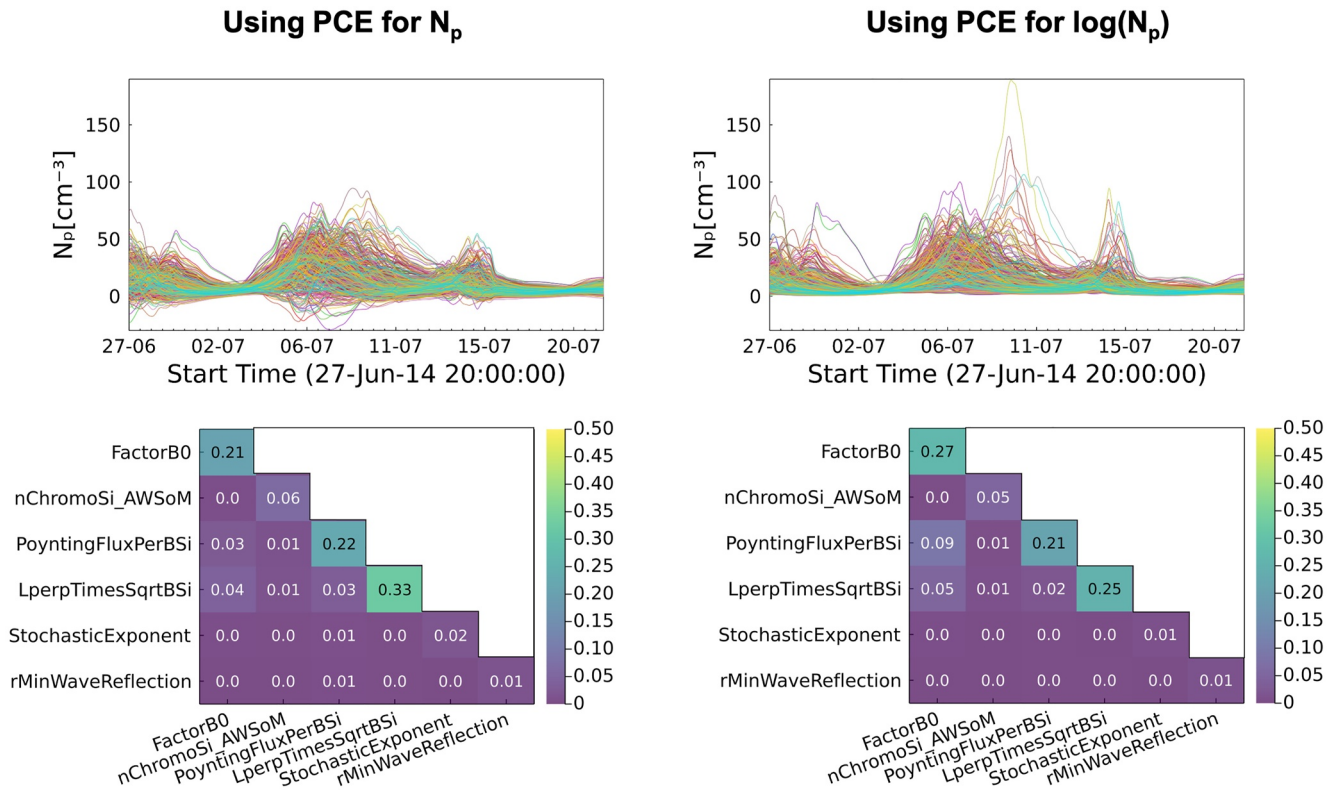 Using PCE for Np
Using PCE for log(Np)
Nₚ[cm⁻³]
150
100
50
0
27-06 02-07 06-07 11-07 15-07 20-07
Start Time (27-Jun-14 20:00:00)
Nₚ[cm⁻³]
150
100
50
0
27-06 02-07 06-07 11-07 15-07 20-07
Start Time (27-Jun-14 20:00:00)
FactorB0 0.21
nChromoSi_AWSoM 0.0 0.06
PoyntingFluxPerBSi 0.03 0.01 0.22
LperpTimesSqrtBSi 0.04 0.01 0.03 0.33
StochasticExponent 0.0 0.0 0.01 0.0 0.02
rMinWaveReflection 0.0 0.0 0.01 0.0 0.0 0.01
FactorB0
nChromoSi_AWSoM
PoyntingFluxPerBSi
LperpTimesSqrtBSi
StochasticExponent
rMinWaveReflection
0.50
0.45
0.40
0.35
0.30
0.25
0.20
0.15
0.10
0.05
0
FactorB0 0.27
nChromoSi_AWSoM 0.0 0.05
PoyntingFluxPerBSi 0.09 0.01 0.21
LperpTimesSqrtBSi 0.05 0.01 0.02 0.25
StochasticExponent 0.0 0.0 0.0 0.0 0.01
rMinWaveReflection 0.0 0.0 0.0 0.0 0.0 0.01
FactorB0
nChromoSi_AWSoM
PoyntingFluxPerBSi
LperpTimesSqrtBSi
StochasticExponent
rMinWaveReflection
0.50
0.45
0.40
0.35
0.30
0.25
0.20
0.15
0.10
0.05
0